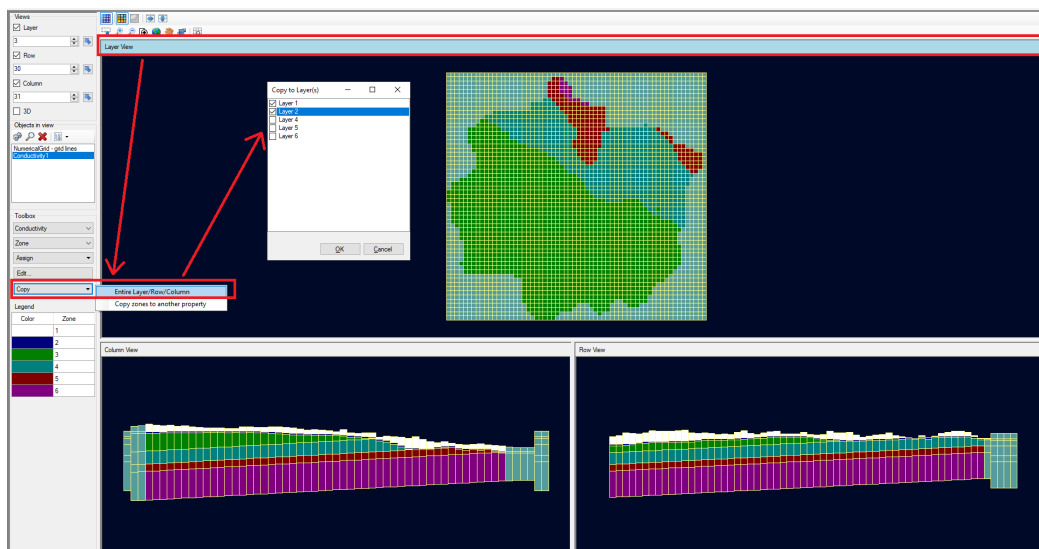 Views
Layer
3
Row
30
Column
31
3D
Objects in view
NumericalGrid - grid lines
Conductivity1
Toolbox
Conductivity
Zone
Assign
Edit...
Copy
Entire Layer/Row/Column
Copy zones to another property
Legend
Color Zone
1
2
3
4
5
6
Layer View
Copy to Layer(s)
Layer 1
Layer 2
Layer 4
Layer 5
Layer 6
OK Cancel
Column View
Row View